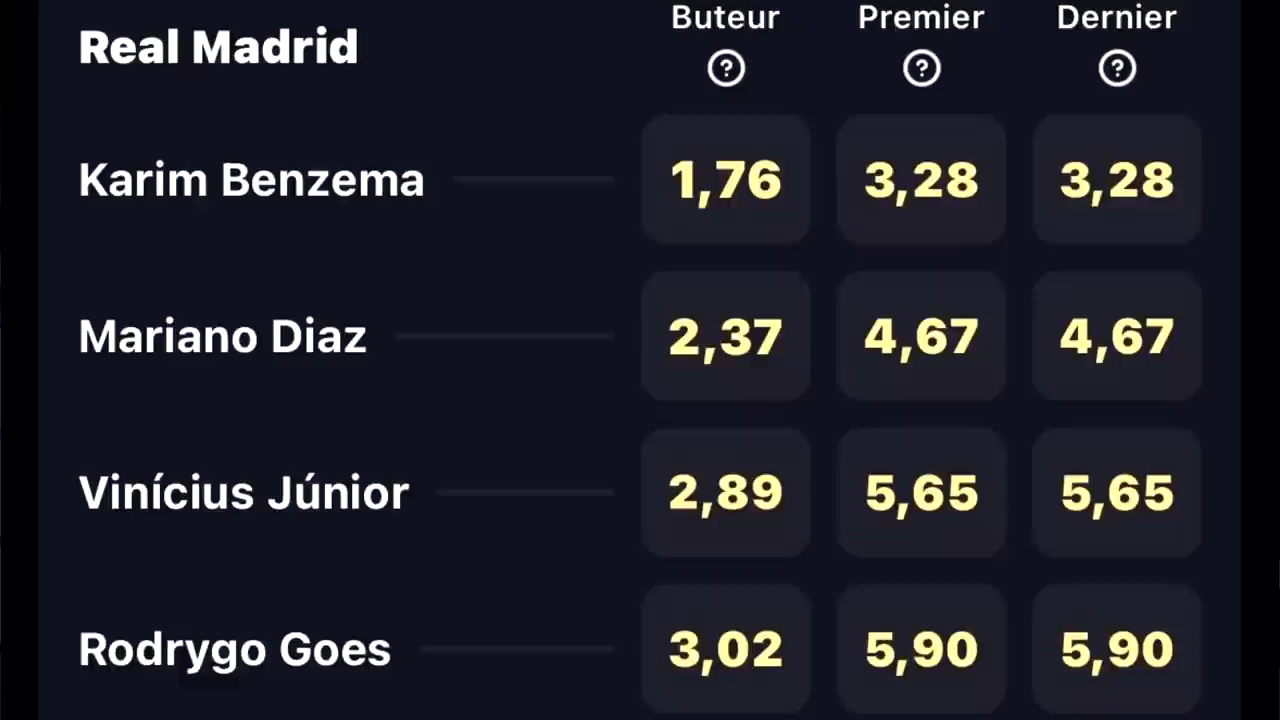 Real Madrid Buteur Premier Dernier
? ? ?
Karim Benzema 1,76 3,28 3,28
Mariano Diaz 2,37 4,67 4,67
Vinícius Júnior 2,89 5,65 5,65
Rodrygo Goes 3,02 5,90 5,90